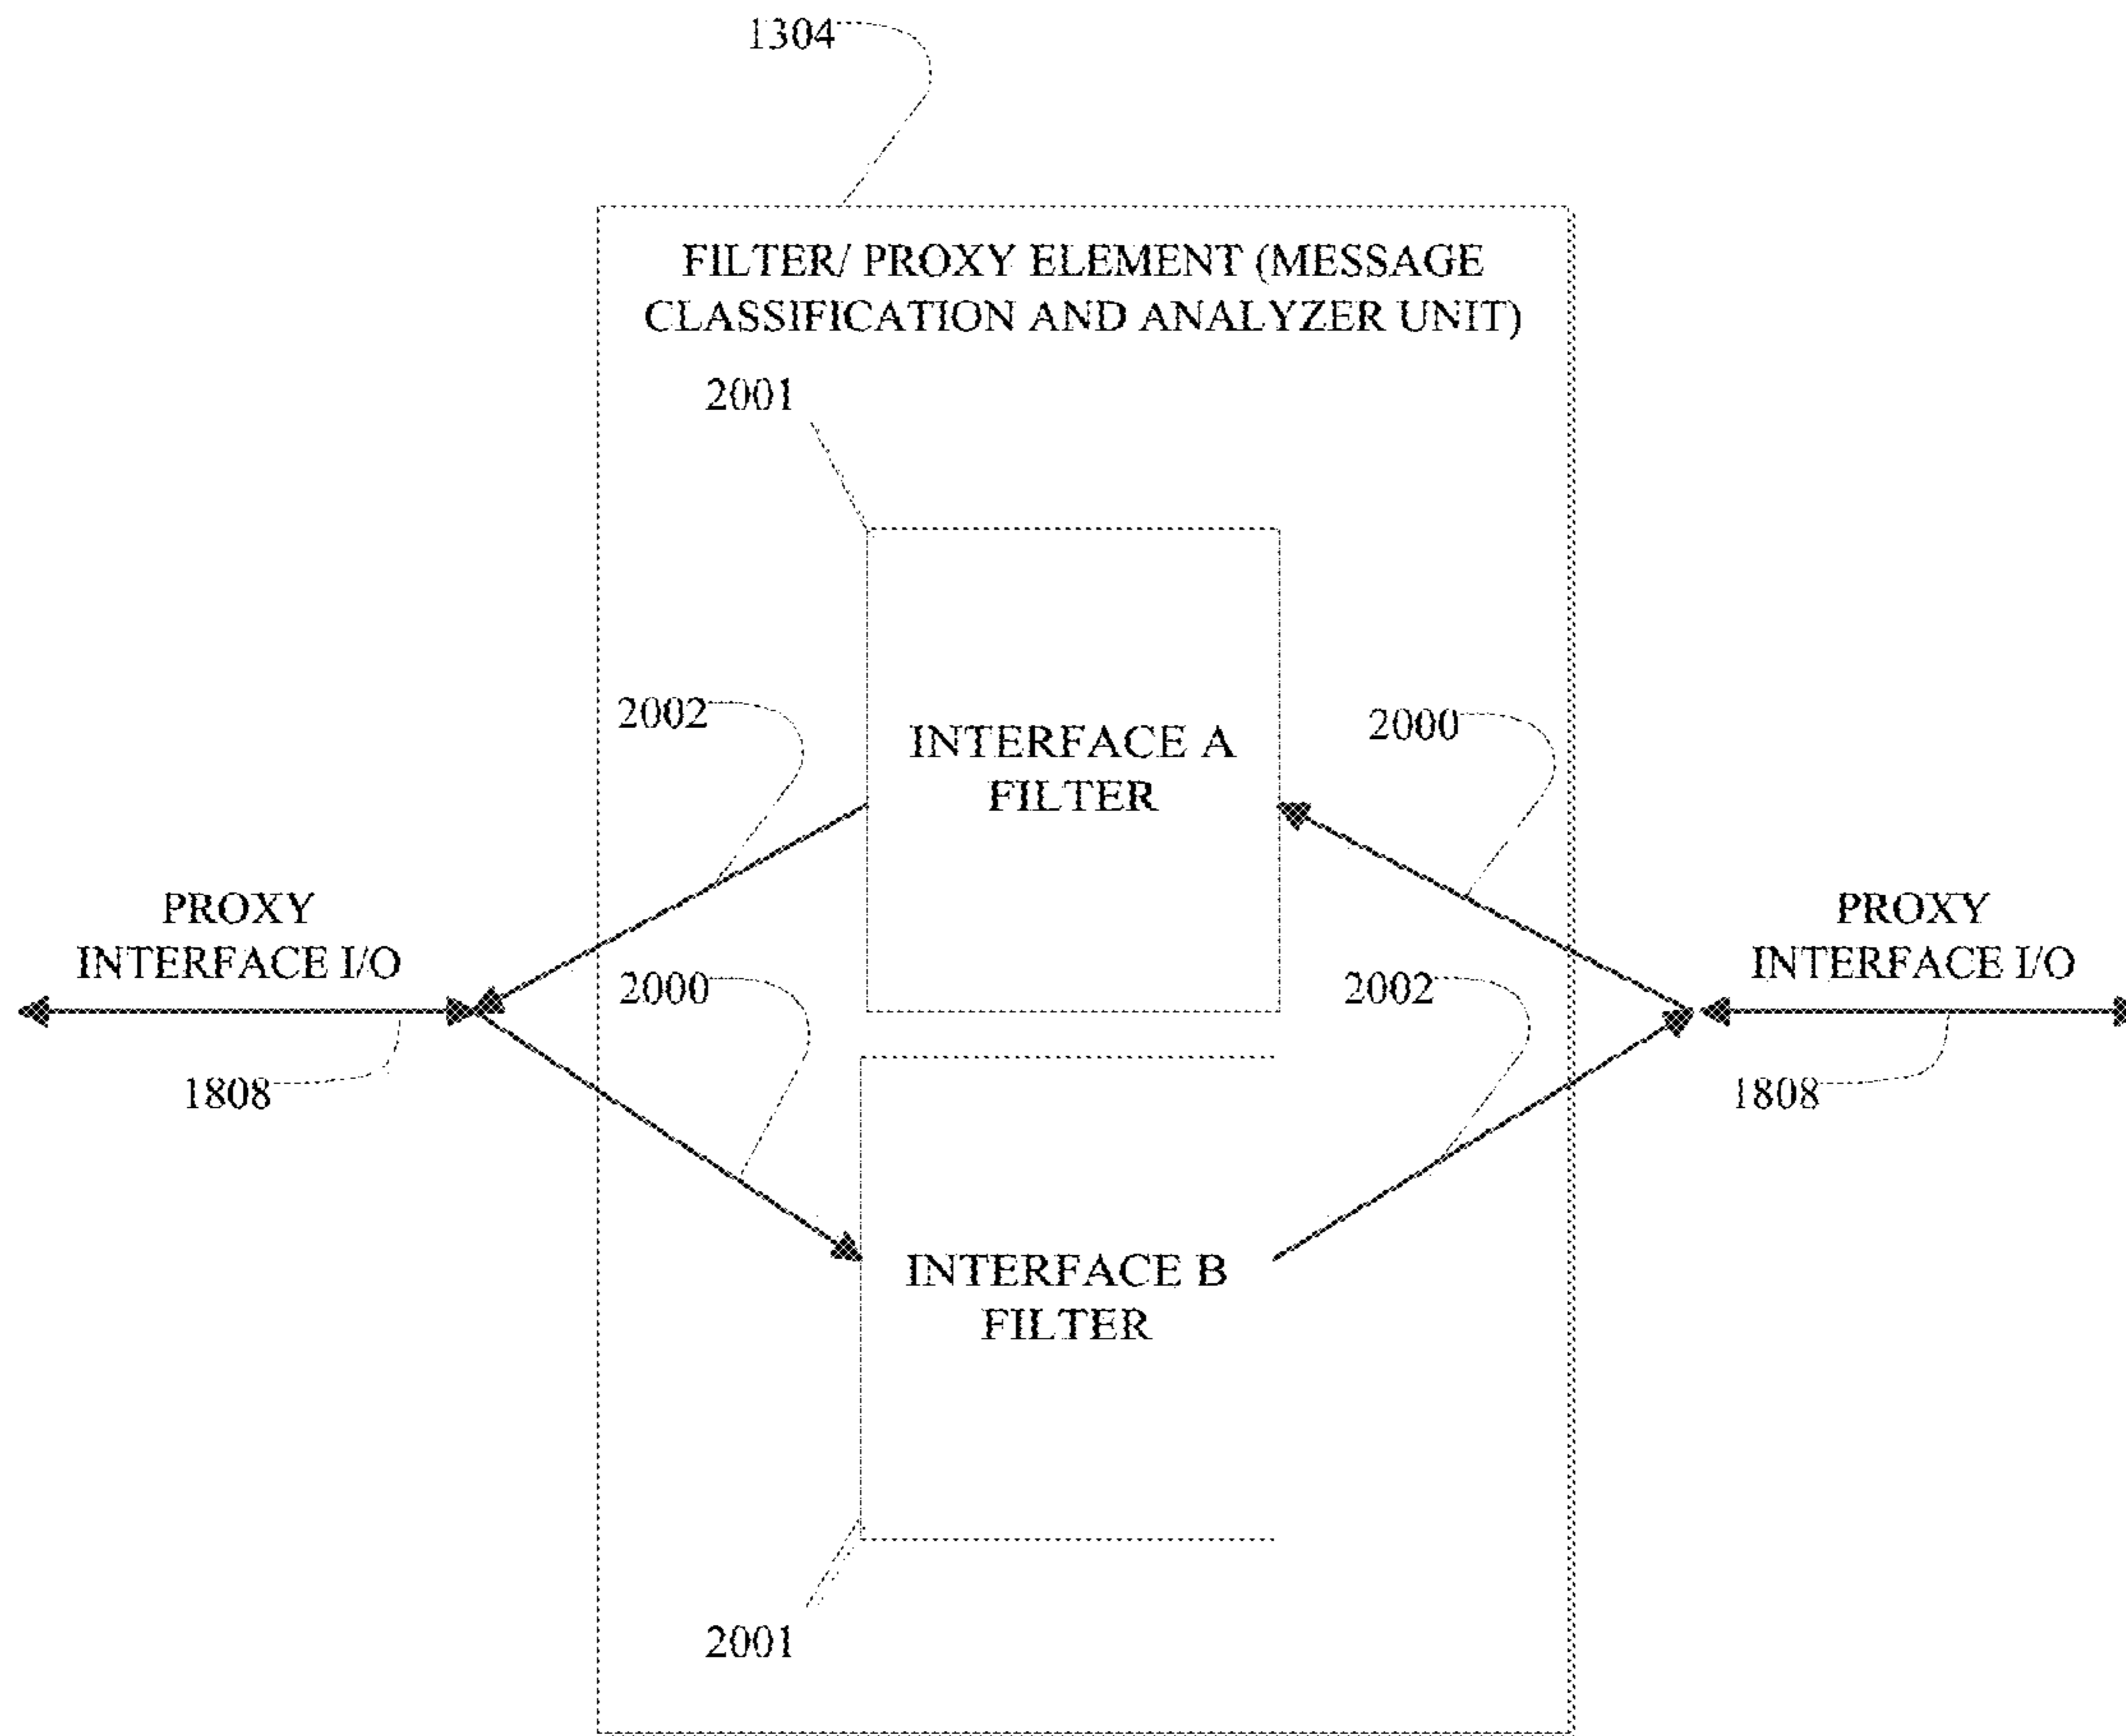 1304
FILTER/ PROXY ELEMENT (MESSAGE
CLASSIFICATION AND ANALYZER UNIT)
2001
2002
INTERFACE A
FILTER
2000
PROXY
INTERFACE I/O
1808
2000
2002
PROXY
INTERFACE I/O
1808
INTERFACE B
FILTER
2001